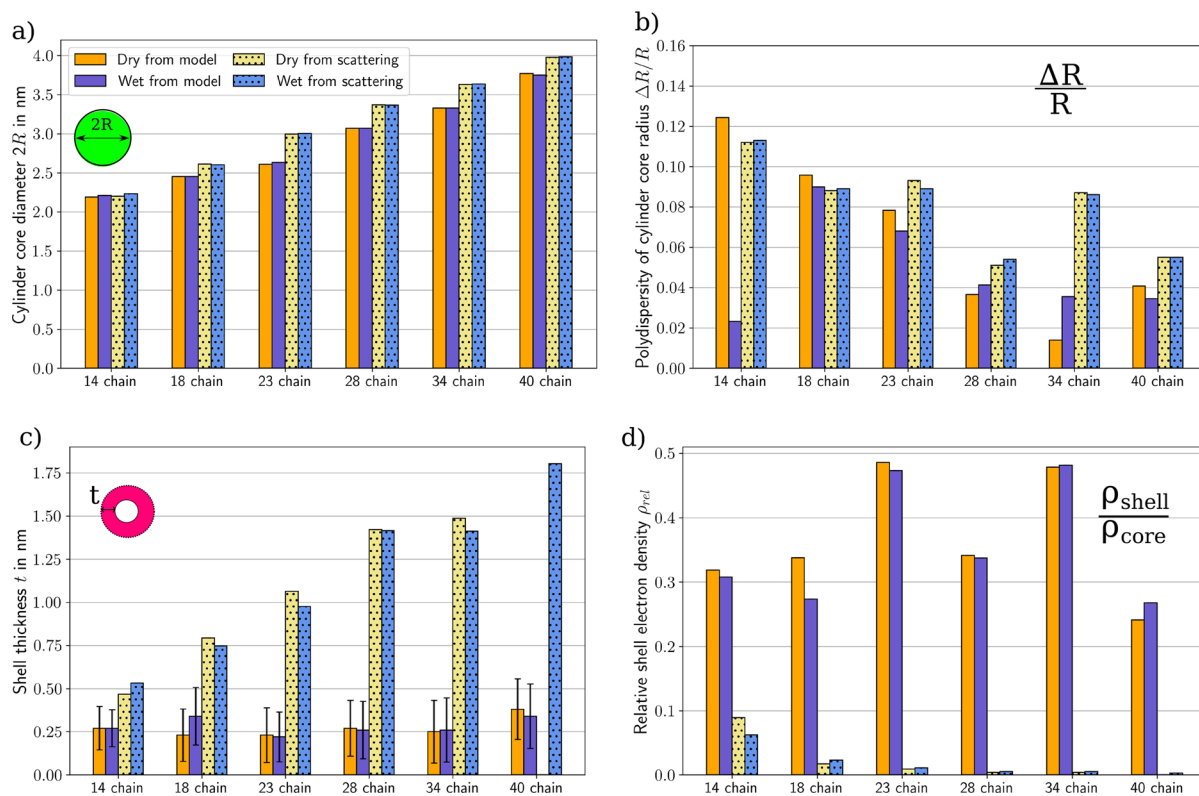 a)
Cylinder core diameter 2R in nm
4.0
3.5
3.0
2.5
2.0
1.5
1.0
0.5
0.0
Dry from model
Wet from model
Dry from scattering
Wet from scattering
2R
14 chain
18 chain
23 chain
28 chain
34 chain
40 chain
b)
Polydispersity of cylinder core radius ΔR/R
0.16
0.14
0.12
0.10
0.08
0.06
0.04
0.02
0.00
ΔR
R
14 chain
18 chain
23 chain
28 chain
34 chain
40 chain
c)
Shell thickness t in nm
1.75
1.50
1.25
1.00
0.75
0.50
0.25
0.00
t
14 chain
18 chain
23 chain
28 chain
34 chain
40 chain
d)
Relative shell electron density ρrel
0.5
0.4
0.3
0.2
0.1
0.0
ρshell
ρcore
14 chain
18 chain
23 chain
28 chain
34 chain
40 chain